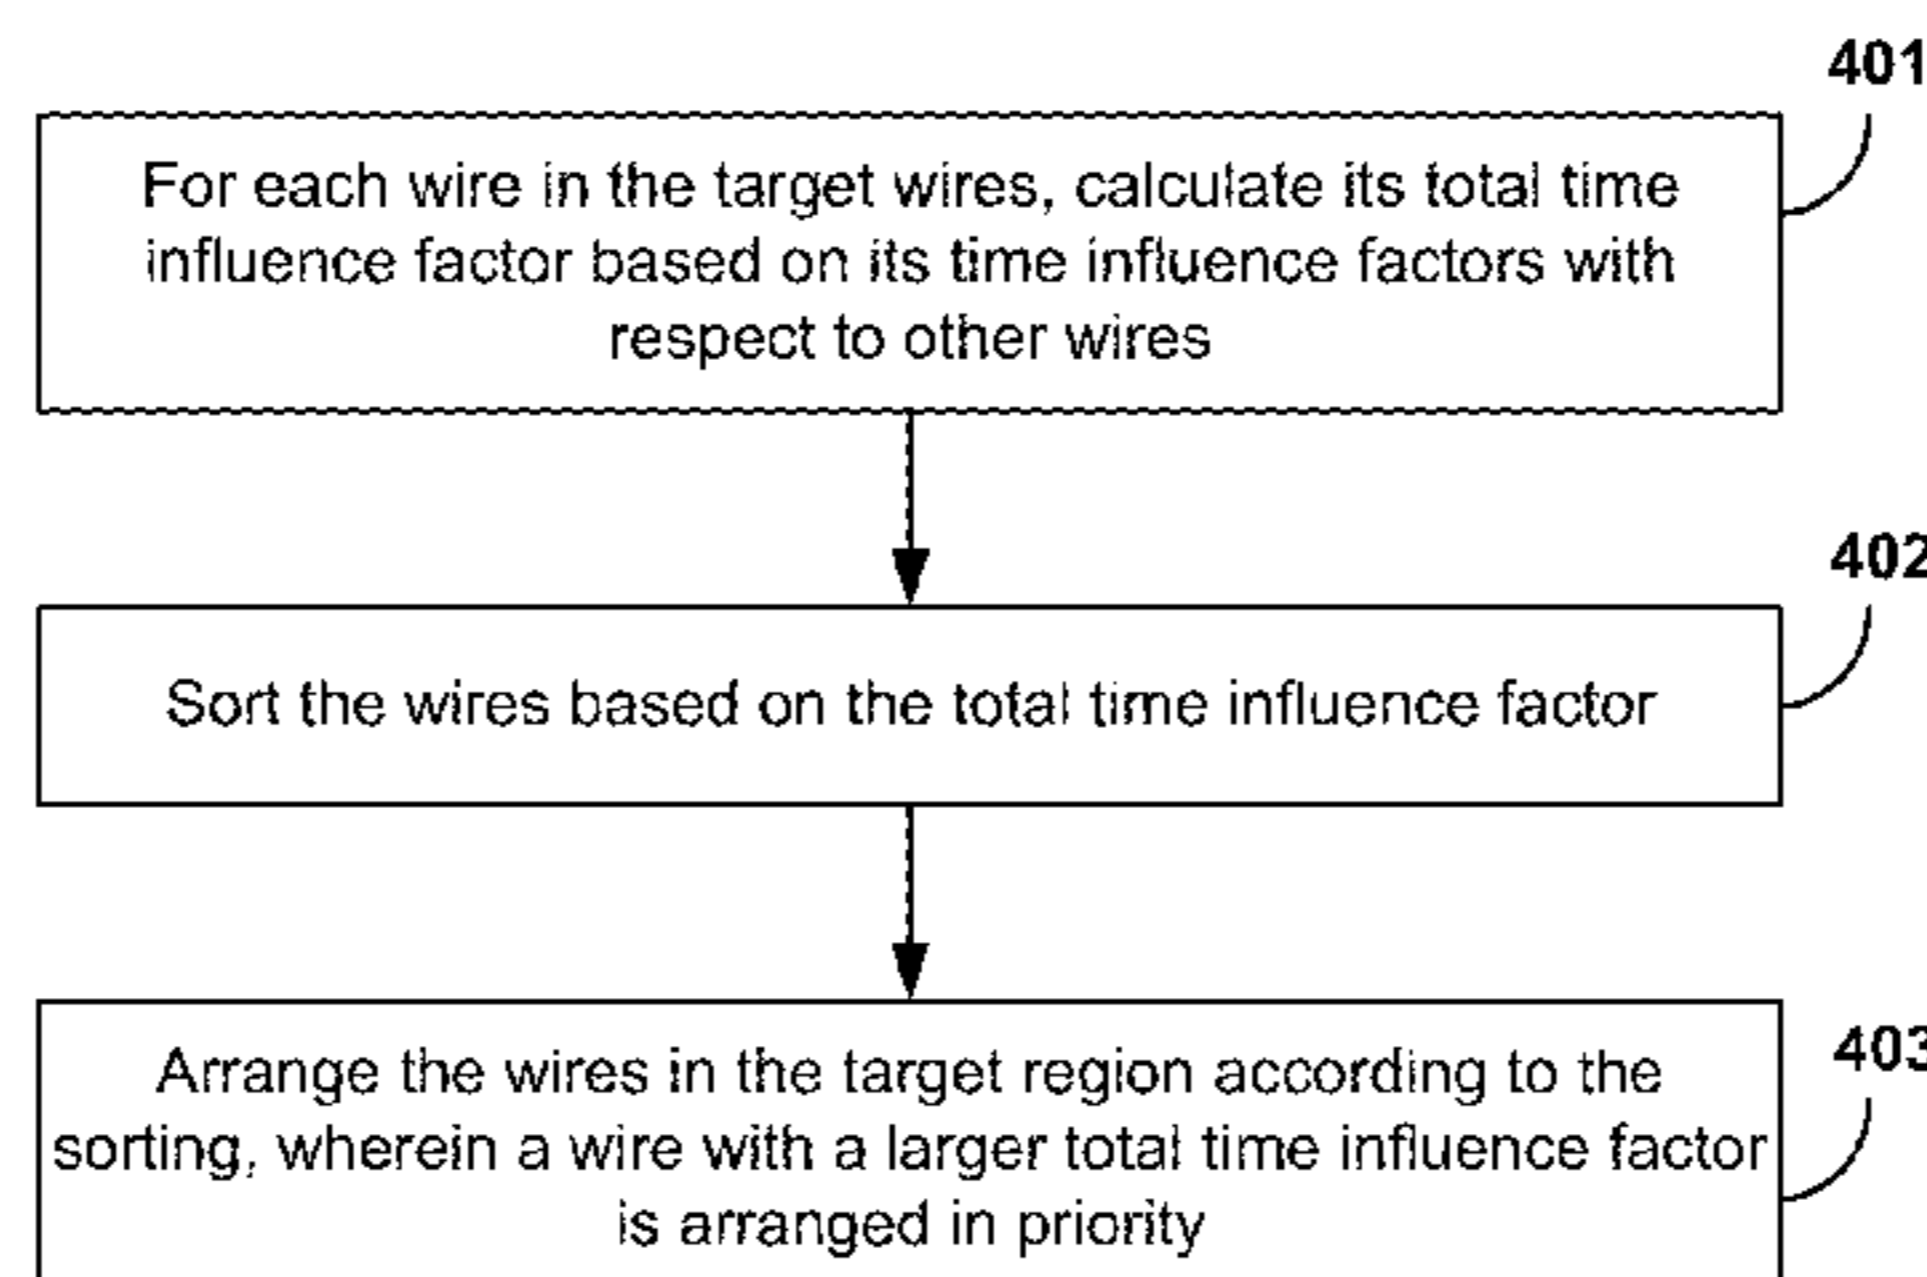 401
For each wire in the target wires, calculate its total time
influence factor based on its time influence factors with
respect to other wires
402
Sort the wires based on the total time influence factor
403
Arrange the wires in the target region according to the
sorting, wherein a wire with a larger total time influence factor
is arranged in priority